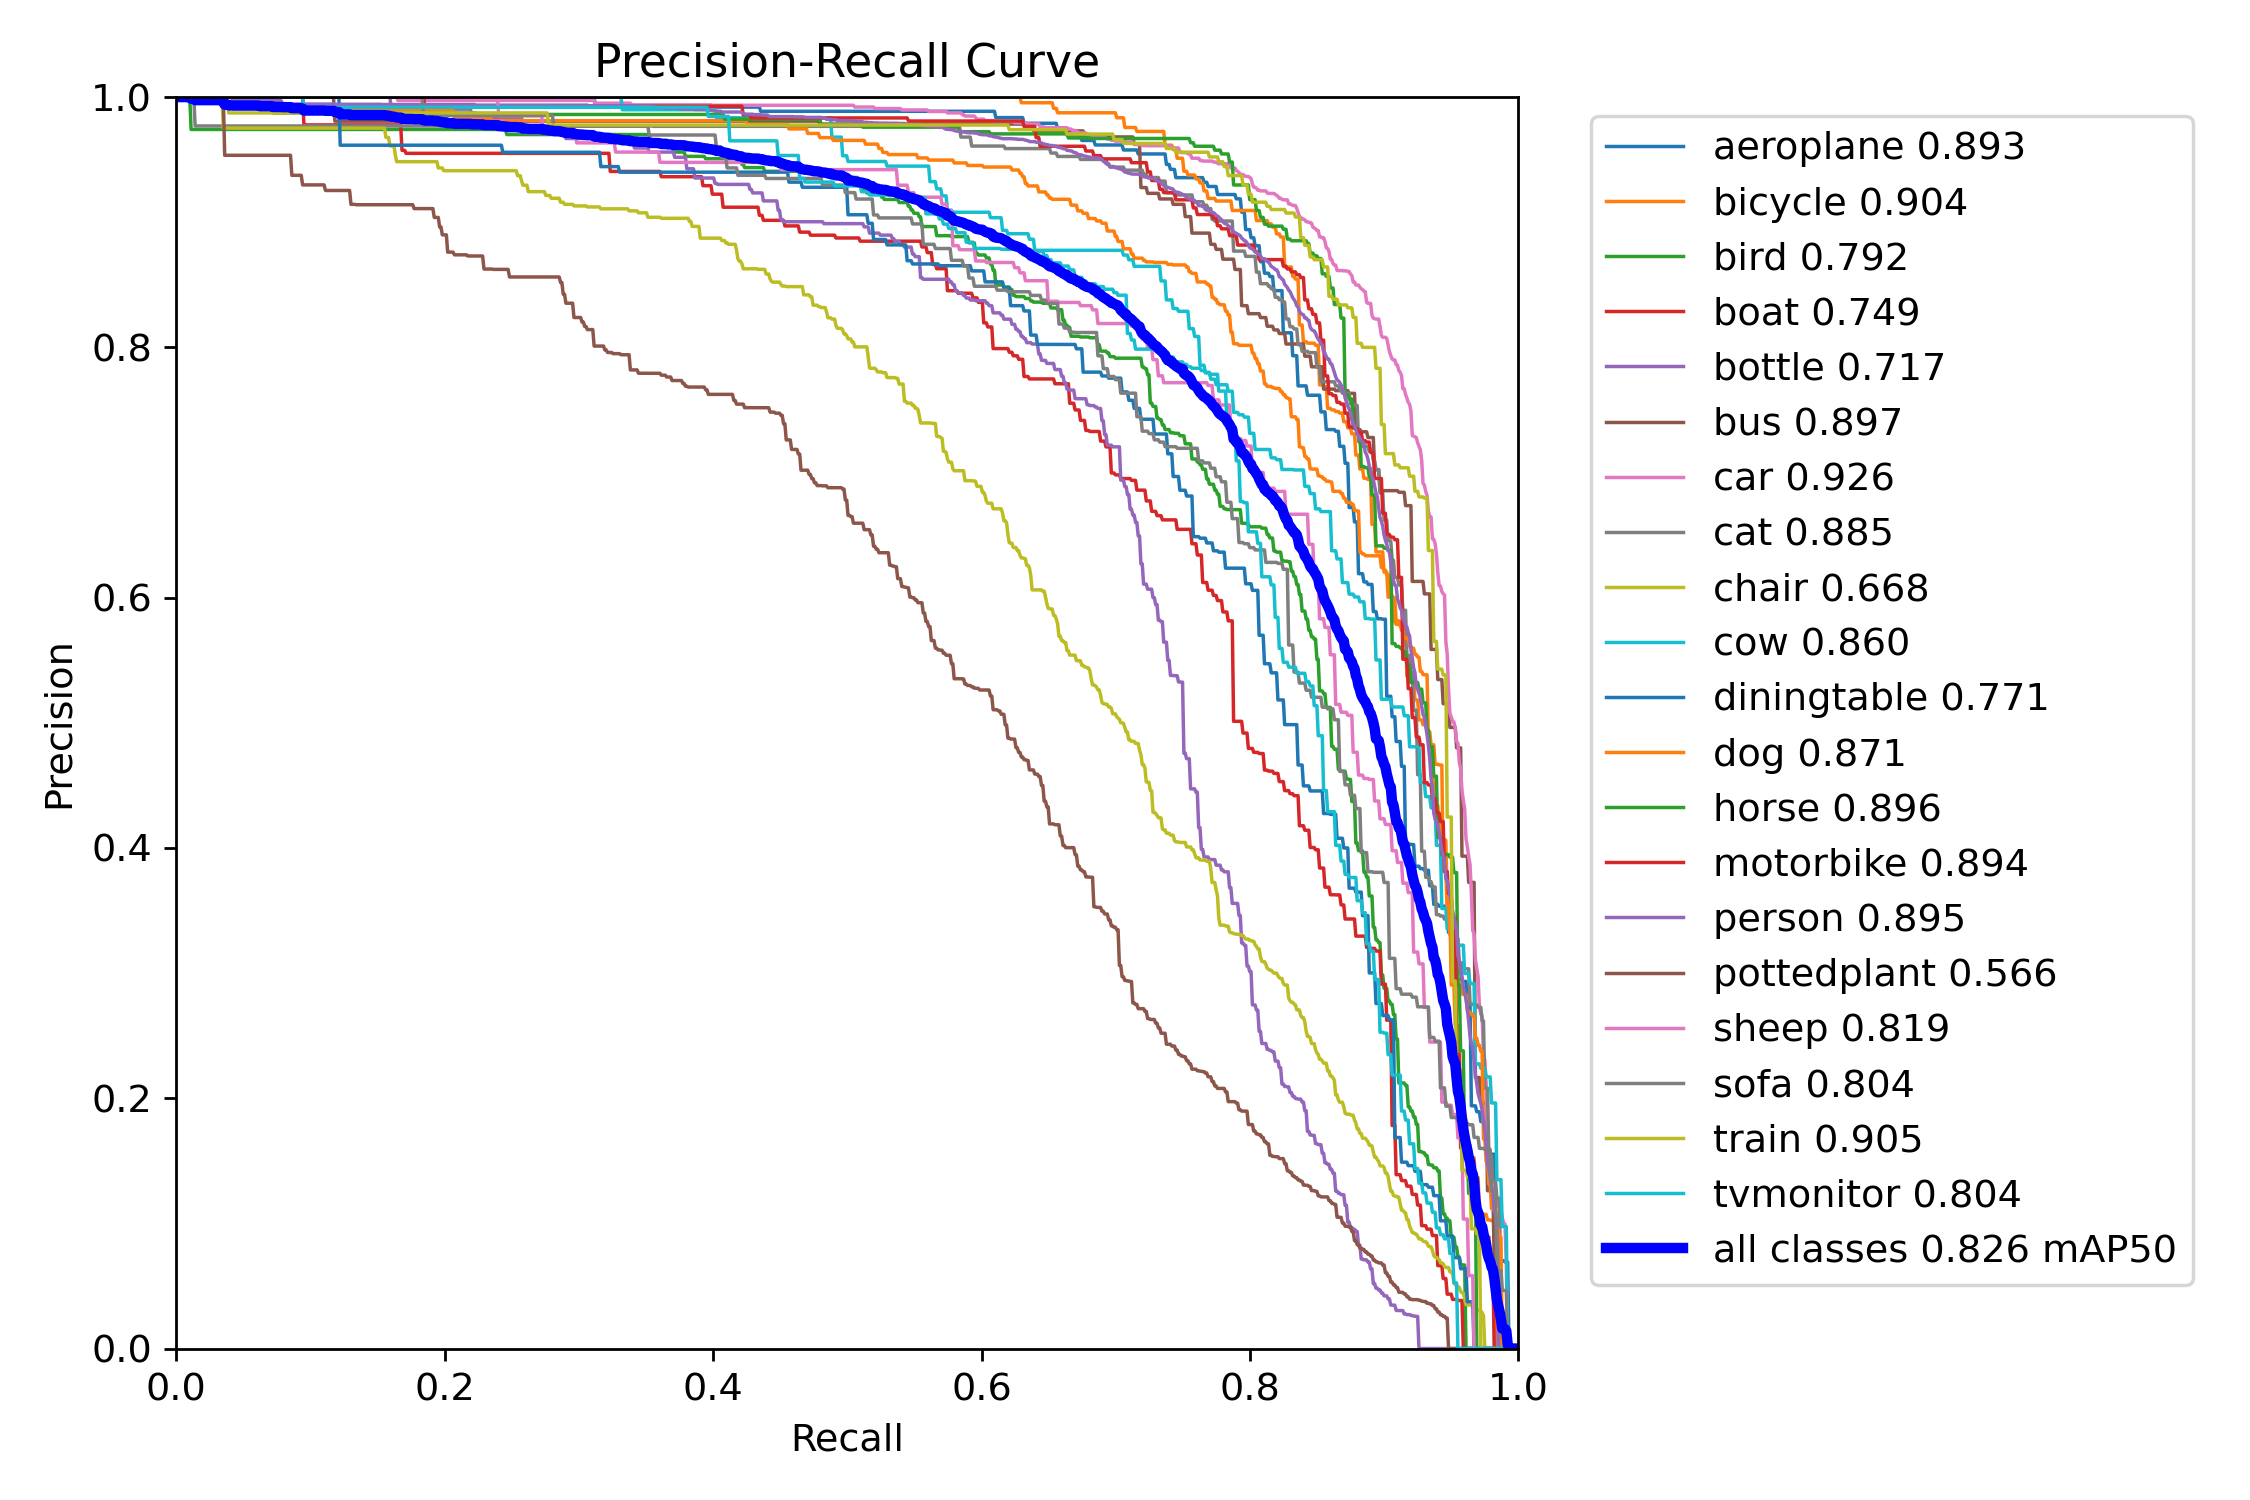 Precision-Recall Curve
1.0
0.8
0.6
0.4
0.2
0.0
Precision
0.0 0.2 0.4 0.6 0.8 1.0
Recall
aeroplane 0.893
bicycle 0.904
bird 0.792
boat 0.749
bottle 0.717
bus 0.897
car 0.926
cat 0.885
chair 0.668
cow 0.860
diningtable 0.771
dog 0.871
horse 0.896
motorbike 0.894
person 0.895
pottedplant 0.566
sheep 0.819
sofa 0.804
train 0.905
tvmonitor 0.804
all classes 0.826 mAP50